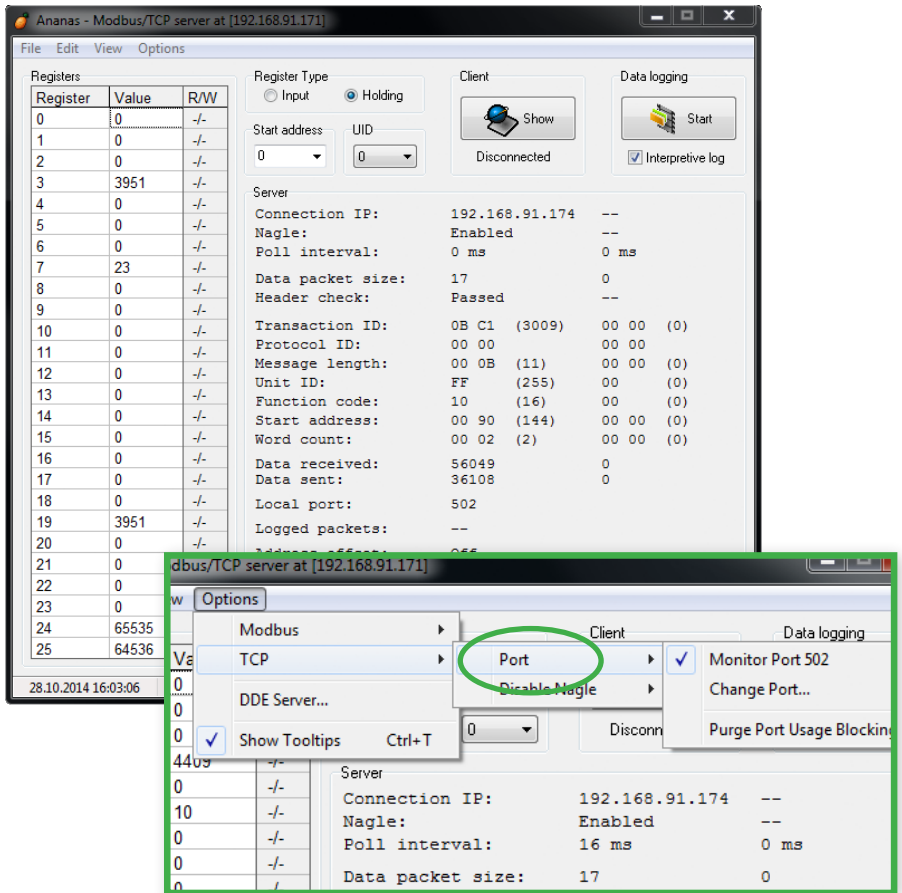 Ananas - Modbus/TCP server at [192.168.91.171]
File Edit View Options
Registers
Register Value R/W
0 0 -/-
1 0 -/-
2 0 -/-
3 3951 -/-
4 0 -/-
5 0 -/-
6 0 -/-
7 23 -/-
8 0 -/-
9 0 -/-
10 0 -/-
11 0 -/-
12 0 -/-
13 0 -/-
14 0 -/-
15 0 -/-
16 0 -/-
17 0 -/-
18 0 -/-
19 3951 -/-
20 0 -/-
21 0
22 0
23 0
24 65535
25 64536
28.10.2014 16:03:06
Register Type
Input Holding
Start address UID
0 0
Client
Show
Disconnected
Data logging
Start
Interpretive log
Server
Connection IP: 192.168.91.174 --
Nagle: Enabled --
Poll interval: 0 ms 0 ms
Data packet size: 17 0
Header check: Passed --
Transaction ID: 0B C1 (3009) 00 00 (0)
Protocol ID: 00 00 00 00
Message length: 00 0B (11) 00 00 (0)
Unit ID: FF (255) 00 (0)
Function code: 10 (16) 00 (0)
Start address: 00 90 (144) 00 00 (0)
Word count: 00 02 (2) 00 00 (0)
Data received: 56049 0
Data sent: 36108 0
Local port: 502
Logged packets: --
Address offset: Off
dbus/TCP server at [192.168.91.171]
w Options
Modbus
TCP
DDE Server...
Show Tooltips Ctrl+T
Port
Disable Nagle
Monitor Port 502
Change Port...
Purge Port Usage Blocking
Client Data logging
Va
0
0
0 0 Disconn
4409 -/-
0 -/-
10 -/-
0 -/-
0 -/-
0
Server
Connection IP: 192.168.91.174 --
Nagle: Enabled --
Poll interval: 16 ms 0 ms
Data packet size: 17 0